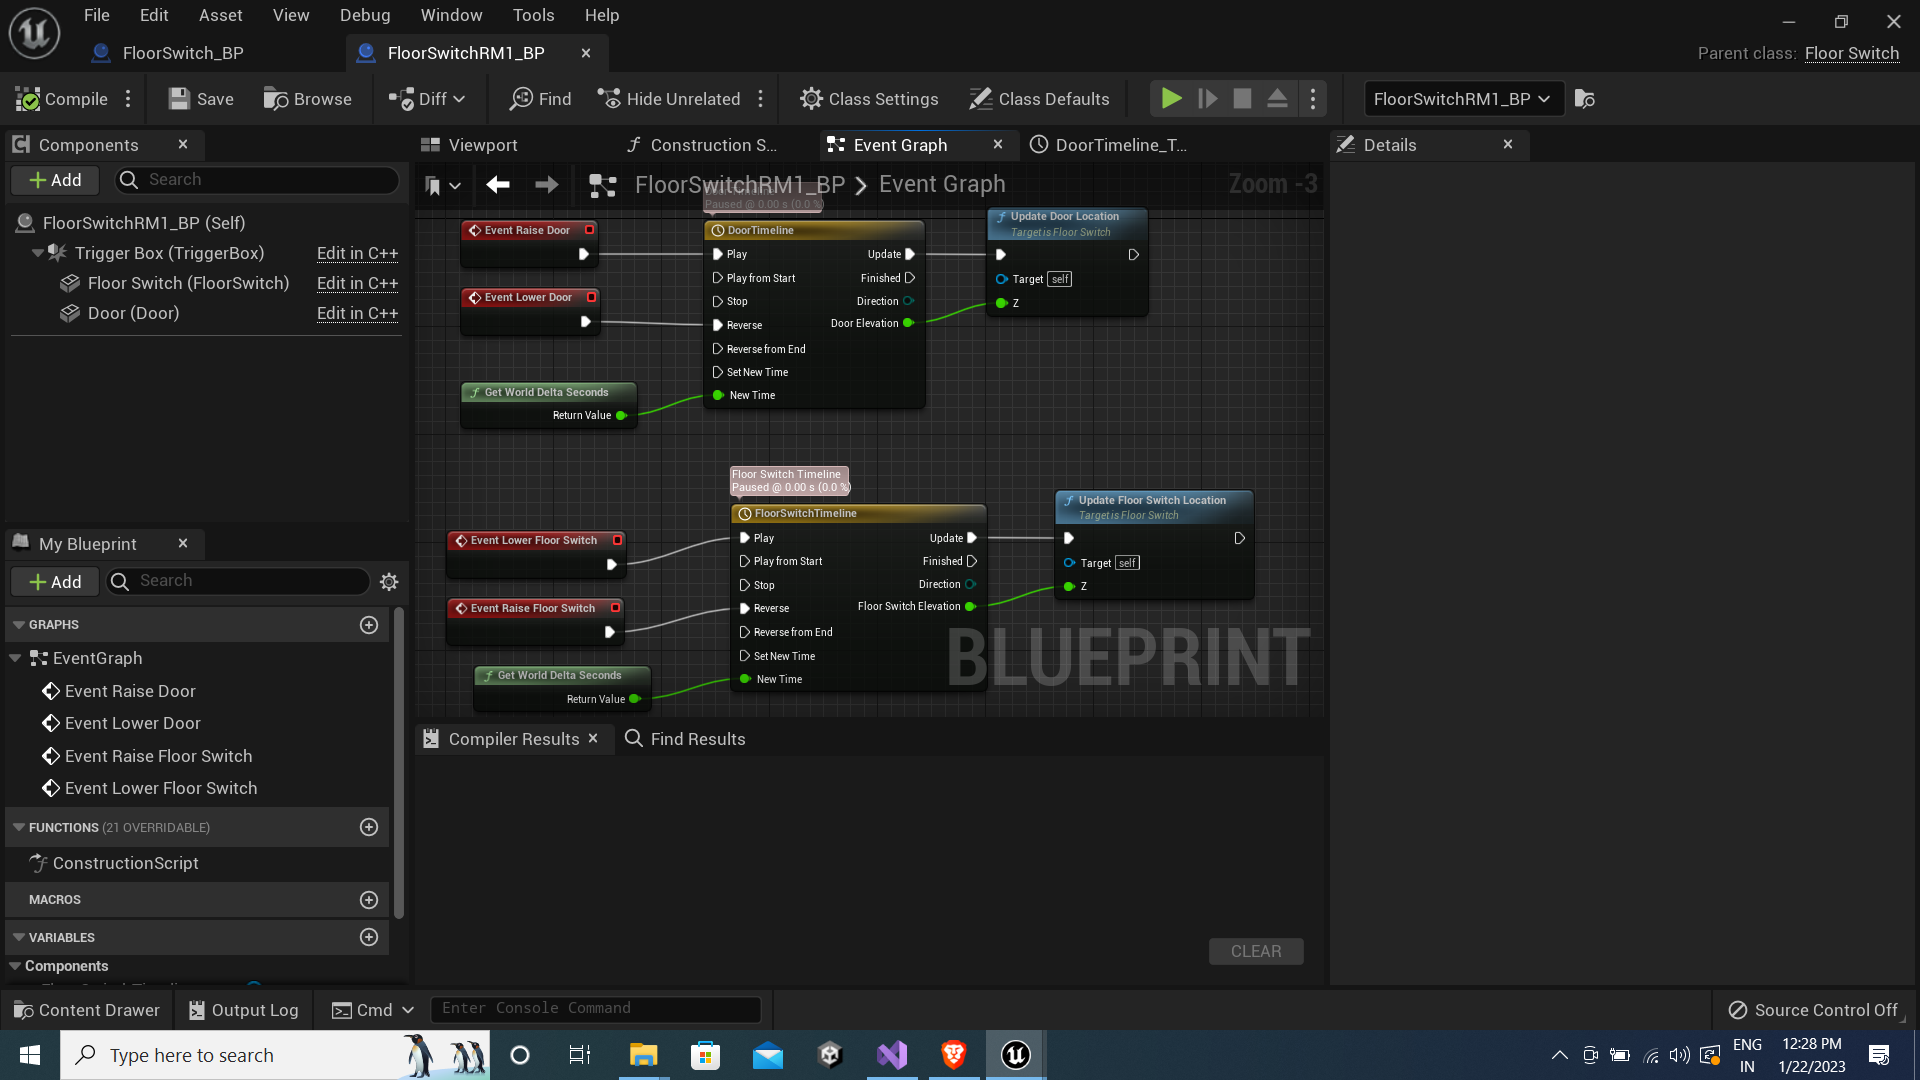 File Edit Asset View Debug Window Tools Help
FloorSwitch_BP FloorSwitchRM1_BP Parent class: Floor Switch
Compile Save Browse Diff Find Hide Unrelated Class Settings Class Defaults FloorSwitchRM1_BP
Components Viewport Construction S... Event Graph DoorTimeline_T... Details
Add Search FloorSwitchRM1_BP > Event Graph Zoom -3
FloorSwitchRM1_BP (Self)
Trigger Box (TriggerBox) Edit in C++
Floor Switch (FloorSwitch) Edit in C++
Door (Door) Edit in C++
Paused @ 0.00 s (0.0 %)
Event Raise Door
Event Lower Door
Get World Delta Seconds
Return Value
DoorTimeline
Play Update
Play from Start Finished
Stop Direction
Reverse Door Elevation
Reverse from End
Set New Time
New Time
Update Door Location
Target is Floor Switch
Target self
Z
Floor Switch Timeline
Paused @ 0.00 s (0.0 %)
Event Lower Floor Switch
Event Raise Floor Switch
Get World Delta Seconds
Return Value
FloorSwitchTimeline
Play Update
Play from Start Finished
Stop Direction
Reverse Floor Switch Elevation
Reverse from End
Set New Time
New Time
Update Floor Switch Location
Target is Floor Switch
Target self
Z
BLUEPRINT
My Blueprint
Add Search
GRAPHS
EventGraph
Event Raise Door
Event Lower Door
Event Raise Floor Switch
Event Lower Floor Switch
FUNCTIONS (21 OVERRIDABLE)
ConstructionScript
MACROS
VARIABLES
Components
Compiler Results Find Results
CLEAR
Content Drawer Output Log Cmd Enter Console Command Source Control Off
Type here to search
ENG
IN
12:28 PM
1/22/2023